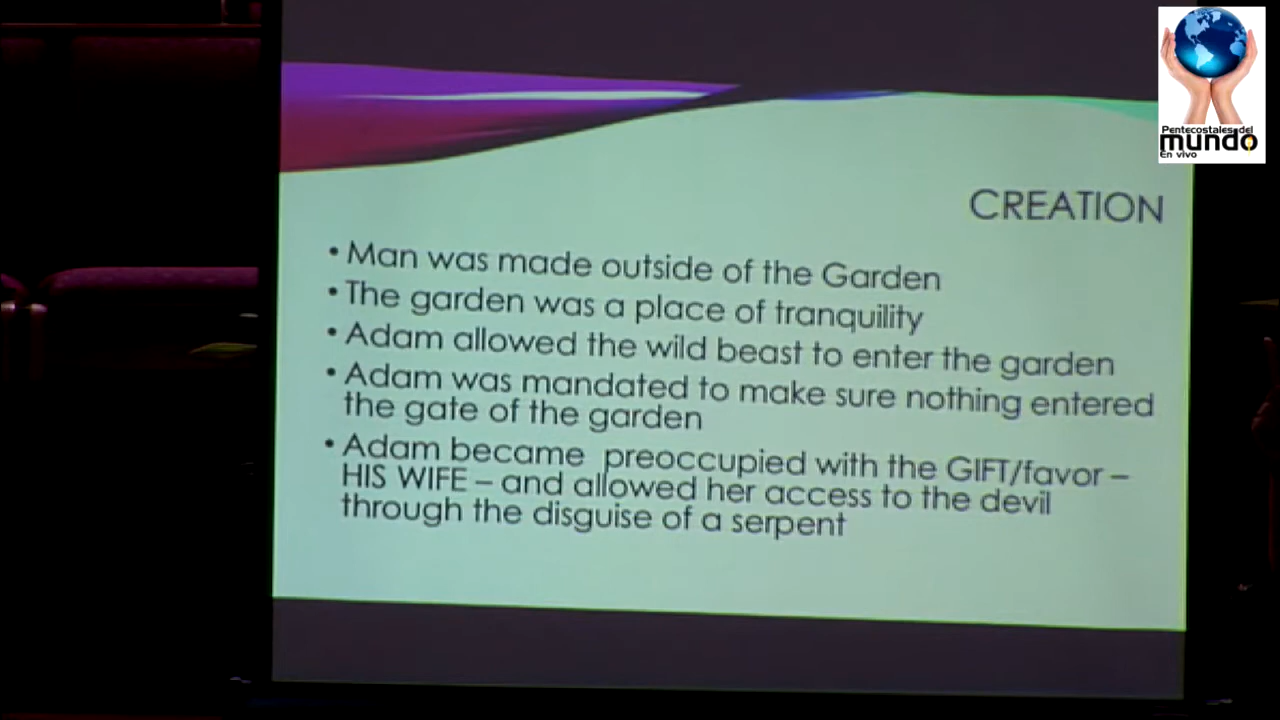 Pentecostales del
mundo
En vivo
CREATION
• Man was made outside of the Garden
• The garden was a place of tranquility
• Adam allowed the wild beast to enter the garden
• Adam was mandated to make sure nothing entered
the gate of the garden
• Adam became preoccupied with the GIFT/favor –
HIS WIFE – and allowed her access to the devil
through the disguise of a serpent